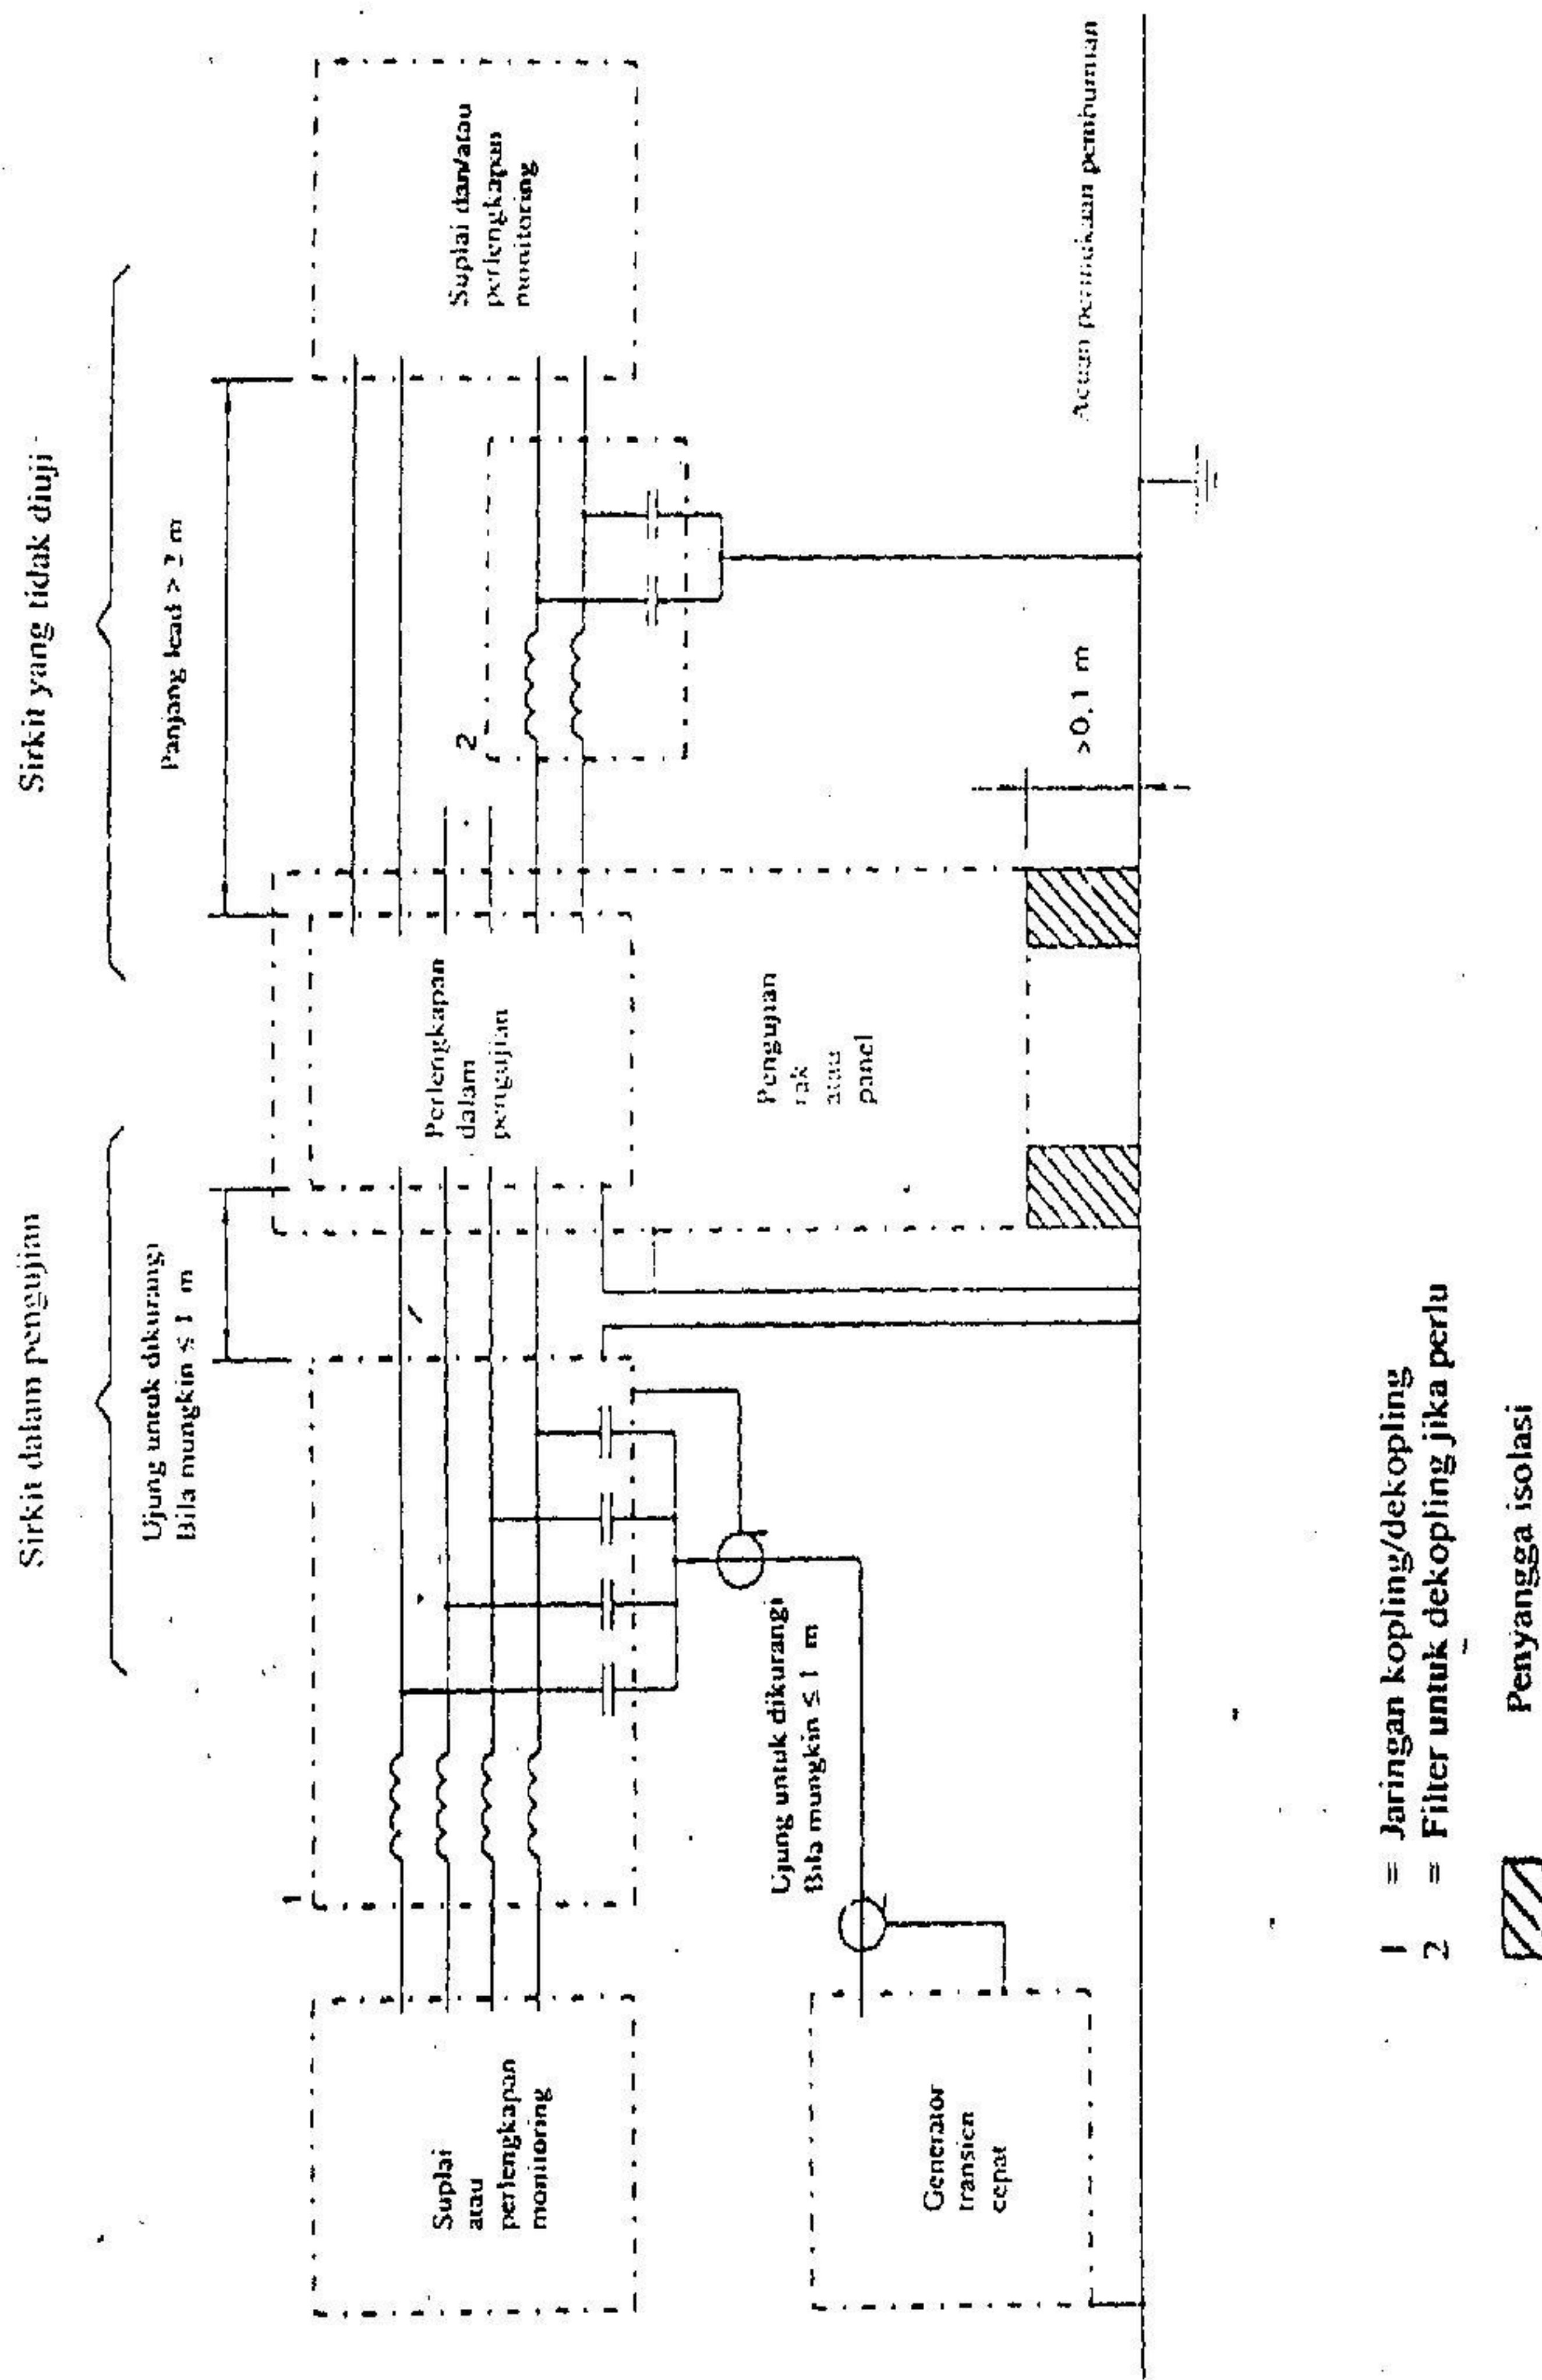 Sirkit dalam pengujian
Sirkit yang tidak diuji
Ujung untuk dikurangi
Bila mungkin ≤ 1 m
Panjang lead > 2 m
1
2
Suplai
atau
perlengkapan
monitoring
Perlengkapan
dalam
pengujian
Suplai dan/atau
perlengkapan
monitoring
Ujung untuk dikurangi
Bila mungkin ≤ 1 m
Pengujian
rak
atau
panel
Generator
transien
cepat
>0,1 m
Acuan permukaan pembumian
1 = Jaringan kopling/dekopling
2 = Filter untuk dekopling jika perlu
Penyangga isolasi